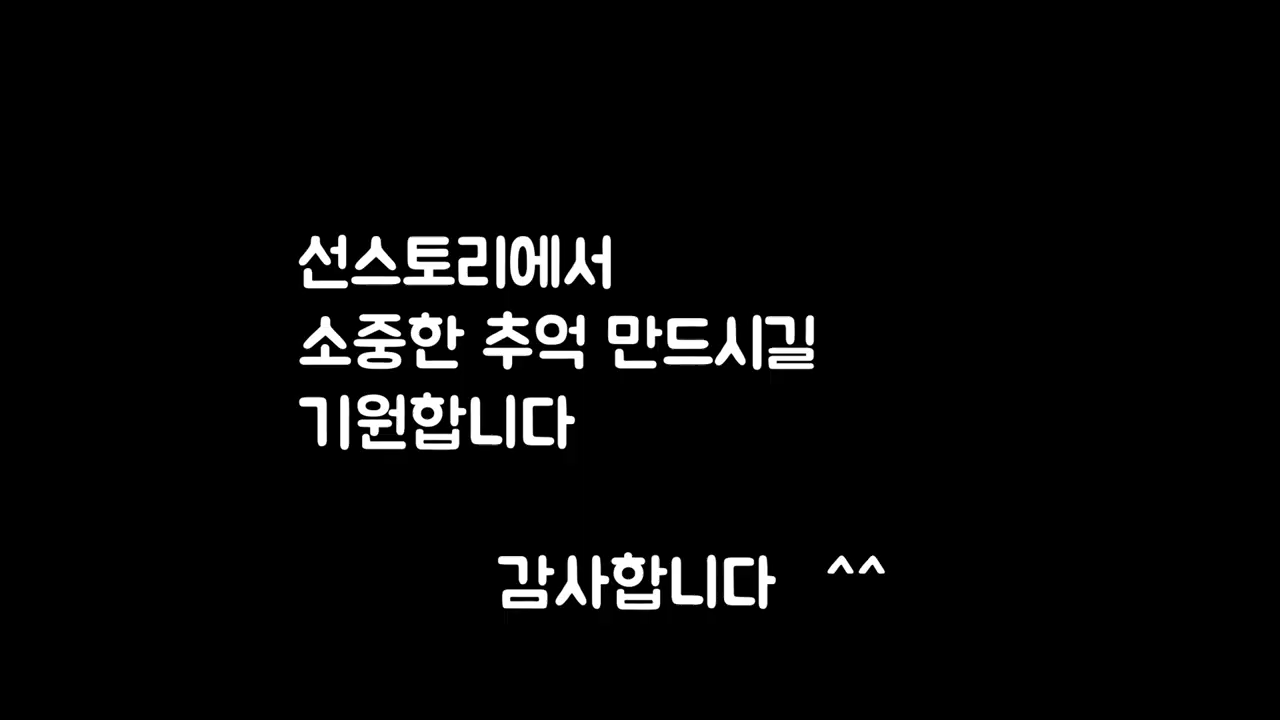 선스토리에서
소중한 추억 만드시길
기원합니다
감사합니다 ^^